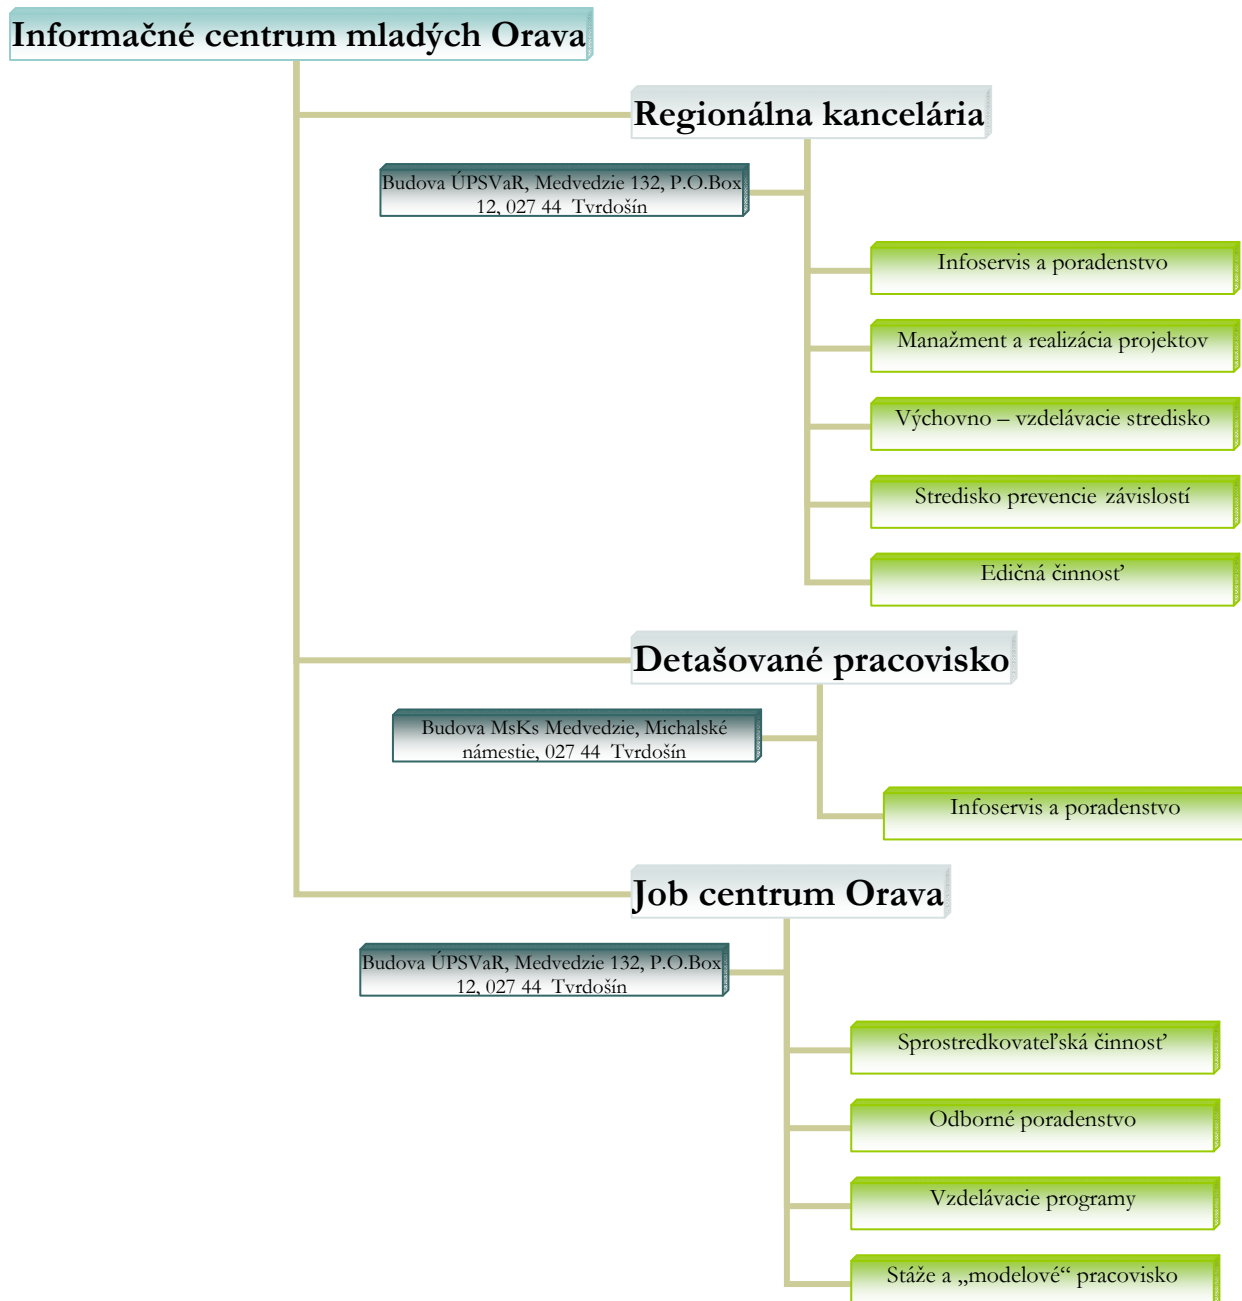 Informačné centrum mladých Orava
Regionálna kancelária
Budova ÚPSVaR, Medvedzie 132, P.O.Box
12, 027 44 Tvrdošín
Infoservis a poradenstvo
Manažment a realizácia projektov
Výchovno – vzdelávacie stredisko
Stredisko prevencie závislostí
Edičná činnosť
Detašované pracovisko
Budova MsKs Medvedzie, Michalské
námestie, 027 44 Tvrdošín
Infoservis a poradenstvo
Job centrum Orava
Budova ÚPSVaR, Medvedzie 132, P.O.Box
12, 027 44 Tvrdošín
Sprostredkovateľská činnosť
Odborné poradenstvo
Vzdelávacie programy
Stáže a „modelové“ pracovisko